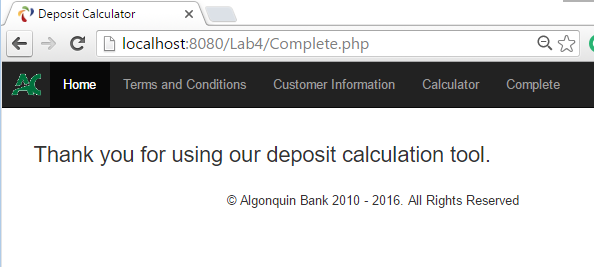 Deposit Calculator
localhost:8080/Lab4/Complete.php
AC Home Terms and Conditions Customer Information Calculator Complete
Thank you for using our deposit calculation tool.
© Algonquin Bank 2010 - 2016. All Rights Reserved